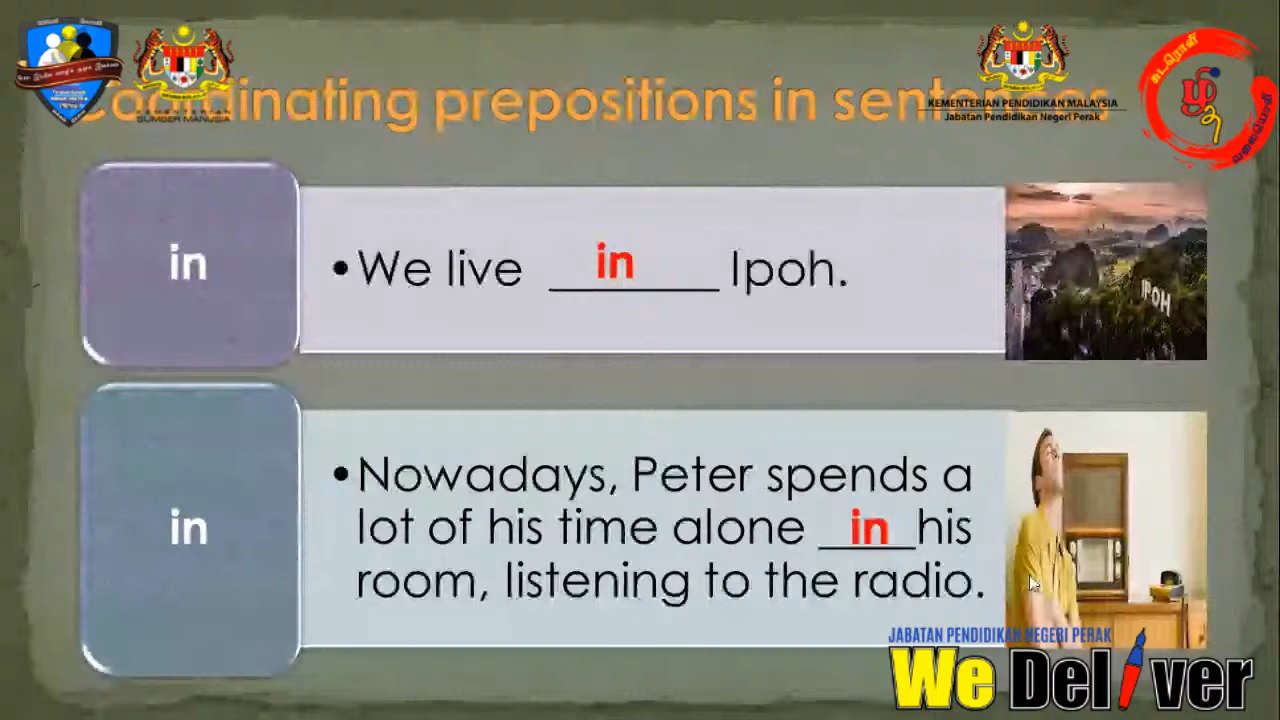 Coordinating prepositions in sentences
SUMBER MANUSIA
KEMENTERIAN PENDIDIKAN MALAYSIA
Jabatan Pendidikan Negeri Perak
in
•We live in Ipoh.
IPOH
in
•Nowadays, Peter spends a
lot of his time alone in his
room, listening to the radio.
JABATAN PENDIDIKAN NEGERI PERAK
We Deliver